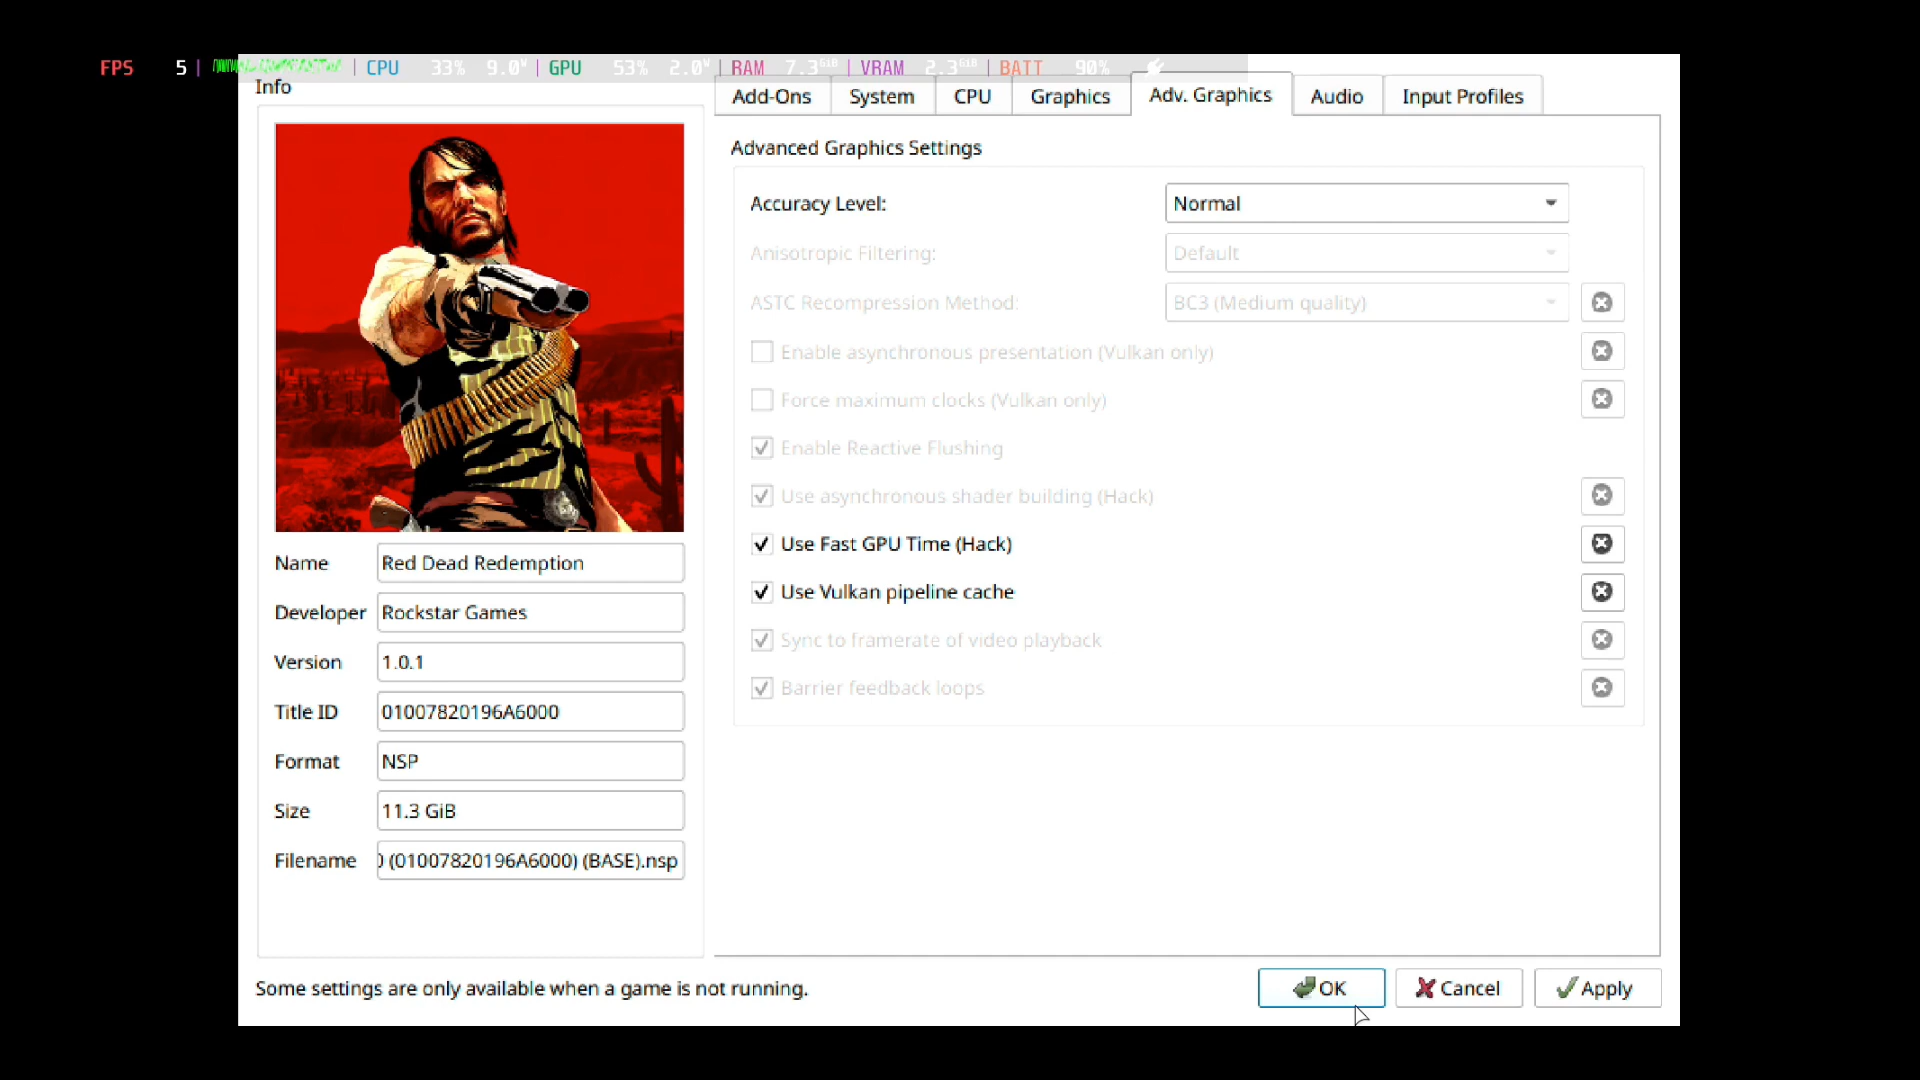 FPS 5 | CPU 33% 9.0W | GPU 53% 2.0W | RAM 7.3GiB | VRAM 2.3GiB | BATT 90%
Info
Add-Ons System CPU Graphics Adv. Graphics Audio Input Profiles
Advanced Graphics Settings
Accuracy Level: Normal
Anisotropic Filtering: Default
ASTC Recompression Method: BC3 (Medium quality)
Enable asynchronous presentation (Vulkan only)
Force maximum clocks (Vulkan only)
Enable Reactive Flushing
Use asynchronous shader building (Hack)
Use Fast GPU Time (Hack)
Use Vulkan pipeline cache
Sync to framerate of video playback
Barrier feedback loops
Name Red Dead Redemption
Developer Rockstar Games
Version 1.0.1
Title ID 01007820196A6000
Format NSP
Size 11.3 GiB
Filename (01007820196A6000) (BASE).nsp
Some settings are only available when a game is not running.
OK Cancel Apply